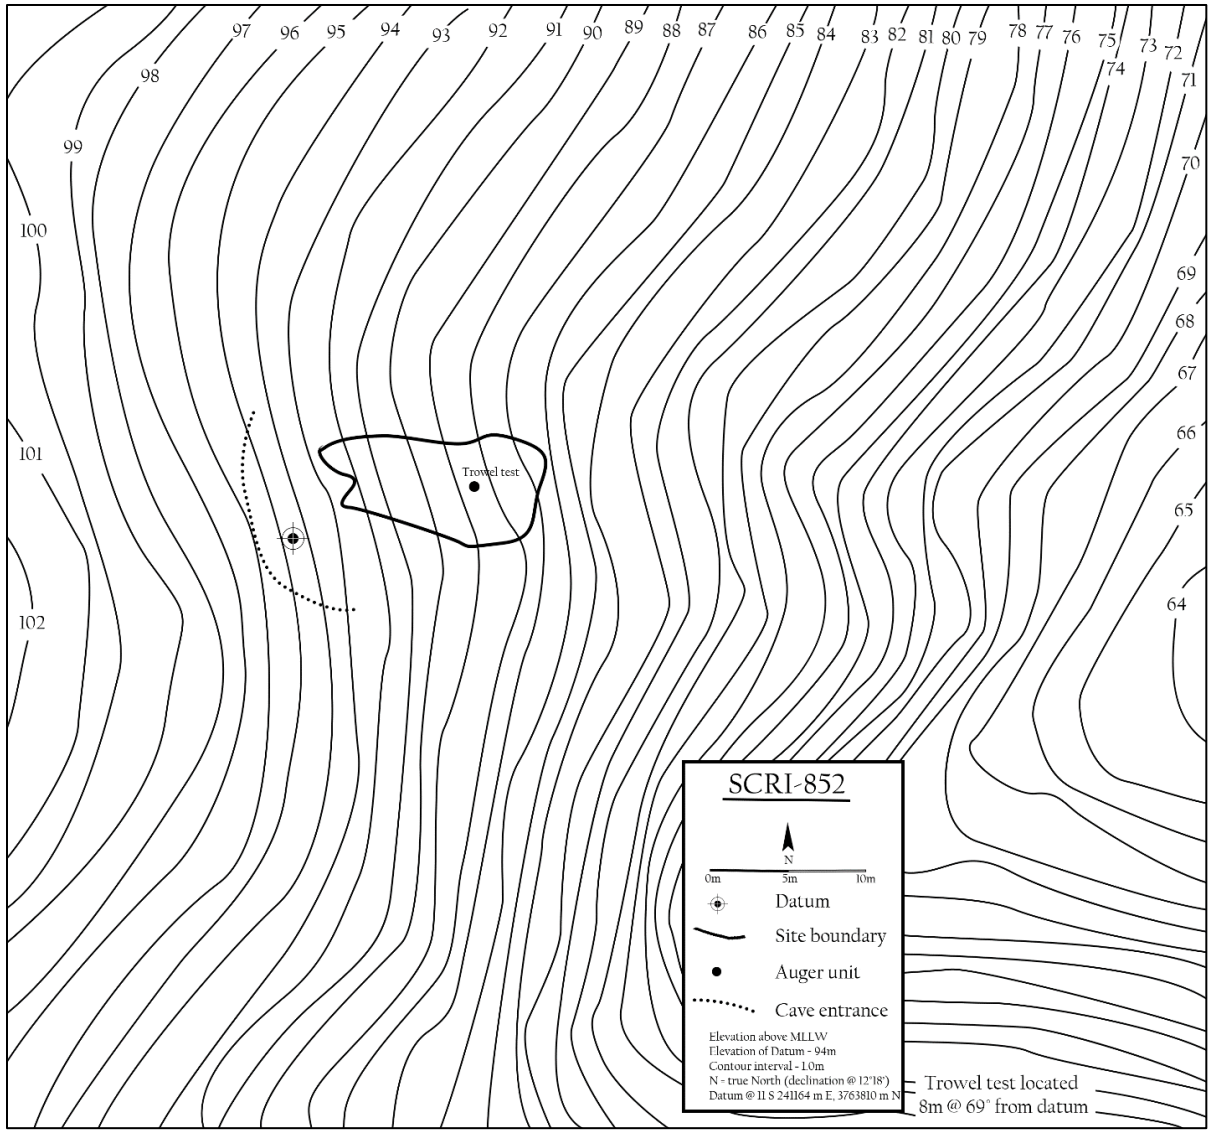 97
96
95
94
93
92
91
90
89
88
87
86
85
84
83
82
81
80
79
78
77
76
75
74
73
72
71
98
99
70
100
69
68
67
66
101
65
64
102
Trowel test
SCRI-852
N
0m 5m 10m
Datum
Site boundary
Auger unit
Cave entrance
Elevation above MLLW
Elevation of Datum - 94m
Contour interval - 1.0m
N - true North (declination @ 12°18')
Datum @ 11 S 241164 m E, 3763810 m N
Trowel test located
8m @ 69° from datum